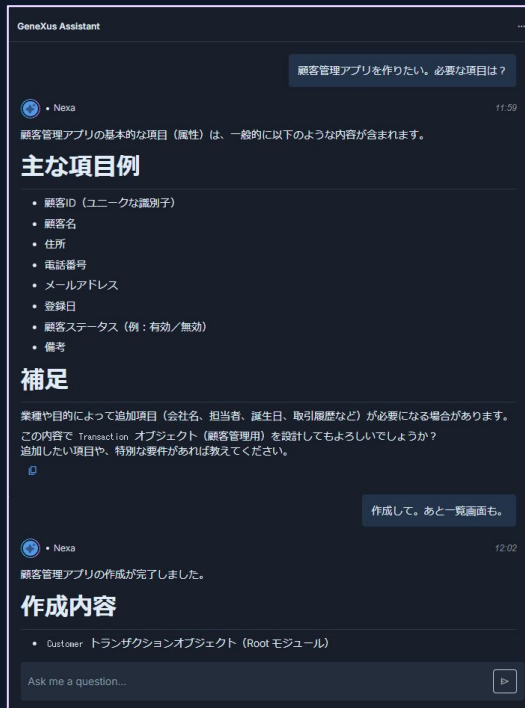 GeneXus Assistant
顧客管理アプリを作りたい。必要な項目は？
• Nexa
11:59
顧客管理アプリの基本的な項目（属性）は、一般的に以下のような内容が含まれます。
主な項目例
• 顧客ID（ユニークな識別子）
• 顧客名
• 住所
• 電話番号
• メールアドレス
• 登録日
• 顧客ステータス（例：有効／無効）
• 備考
補足
業種や目的によって追加項目（会社名、担当者、誕生日、取引履歴など）が必要になる場合があります。
この内容で Transaction オブジェクト（顧客管理用）を設計してもよろしいでしょうか？
追加したい項目や、特別な要件があれば教えてください。
作成して。あと一覧画面も。
• Nexa
12:02
顧客管理アプリの作成が完了しました。
作成内容
• Customer トランザクションオブジェクト（Root モジュール）
Ask me a question...